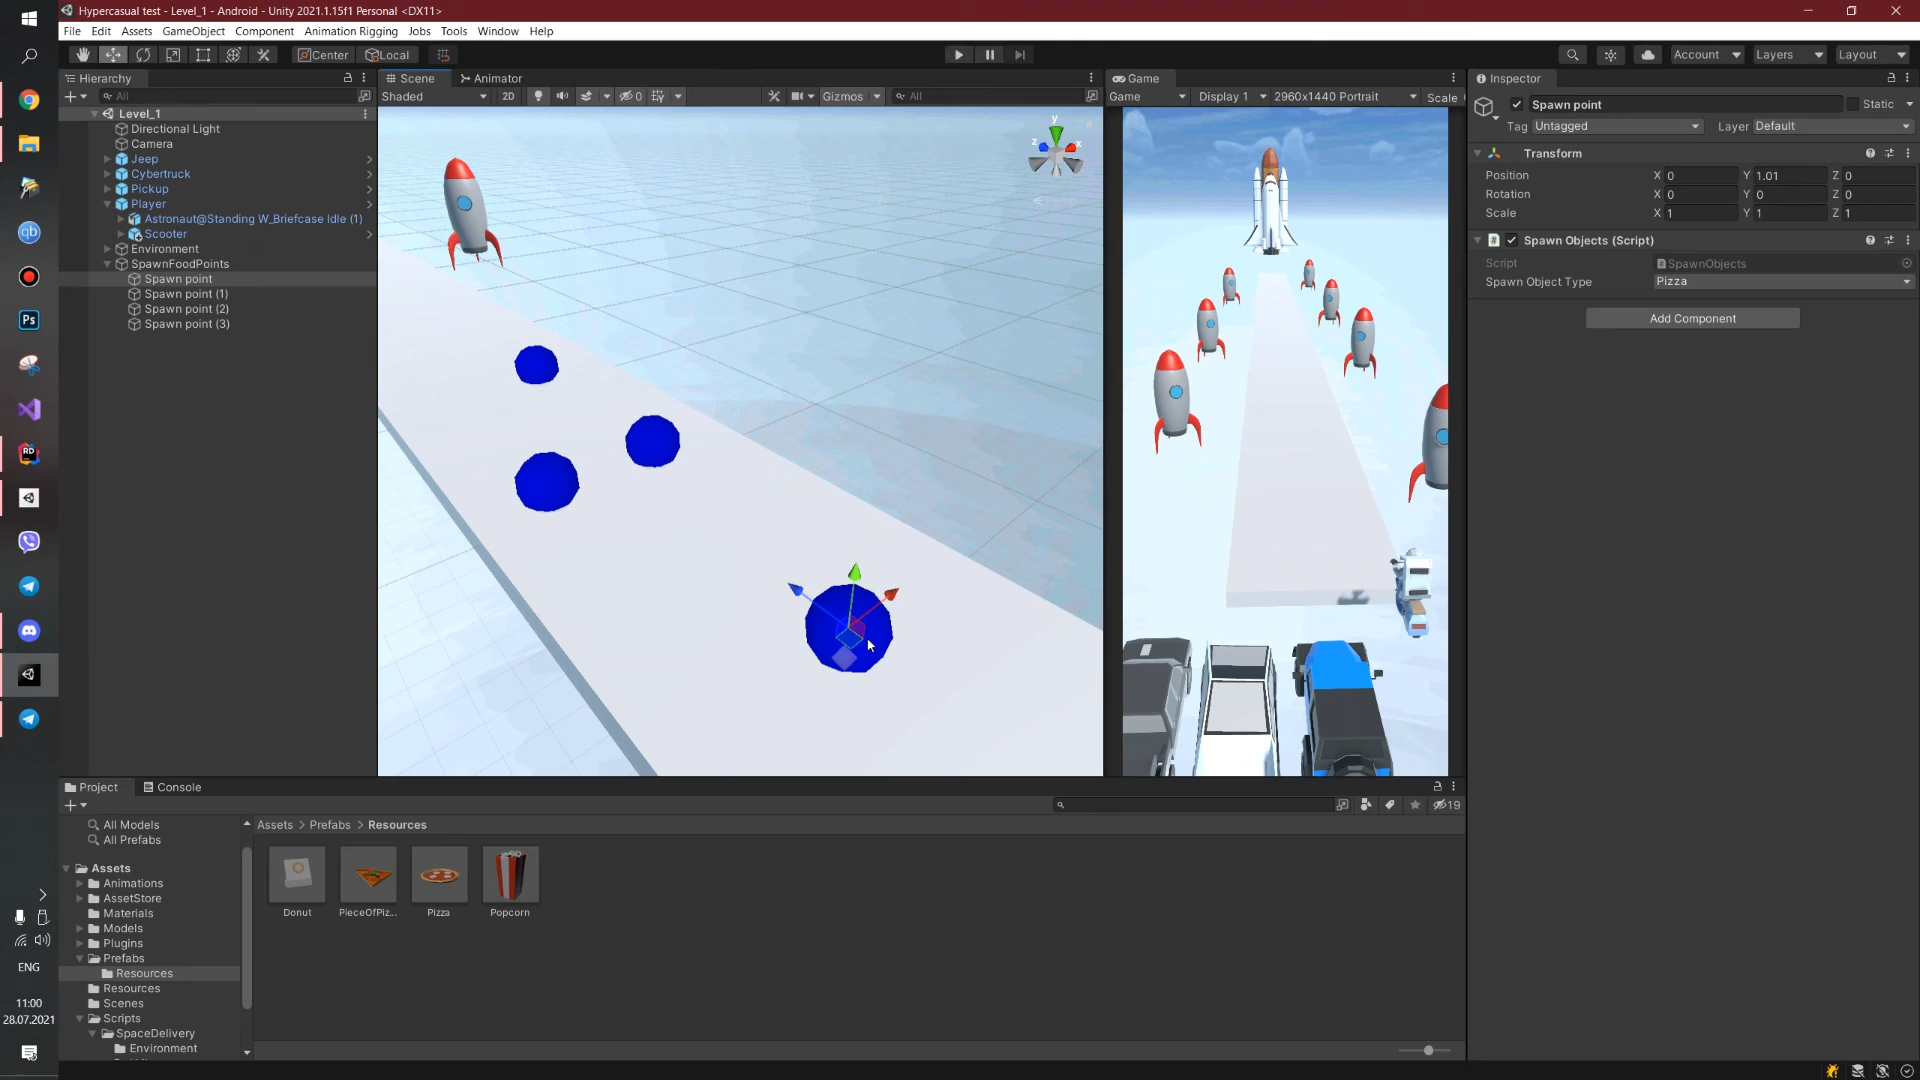 Hypercasual test - Level_1 - Android - Unity 2021.1.15f1 Personal <DX11>
File Edit Assets GameObject Component Animation Rigging Jobs Tools Window Help
Center Local Account Layers Layout
Hierarchy
All
Level_1
Directional Light
Camera
Jeep
Cybertruck
Pickup
Player
Astronaut@Standing W_Briefcase Idle (1)
Scooter
Environment
SpawnFoodPoints
Spawn point
Spawn point (1)
Spawn point (2)
Spawn point (3)
Scene Animator
Shaded 2D 0 Gizmos All
y
z x
Persp
Game
Game Display 1 2960x1440 Portrait Scale
Inspector
Spawn point Static
Tag Untagged Layer Default
Transform
Position X 0 Y 1.01 Z 0
Rotation X 0 Y 0 Z 0
Scale X 1 Y 1 Z 1
Spawn Objects (Script)
Script SpawnObjects
Spawn Object Type Pizza
Add Component
Project Console
19
All Models
All Prefabs
Assets
Animations
AssetStore
Materials
Models
Plugins
Prefabs
Resources
Resources
Scenes
Scripts
SpaceDelivery
Environment
Assets > Prefabs > Resources
Donut PieceOfPiz... Pizza Popcorn
qb
Ps
RD
ENG
11:00
28.07.2021